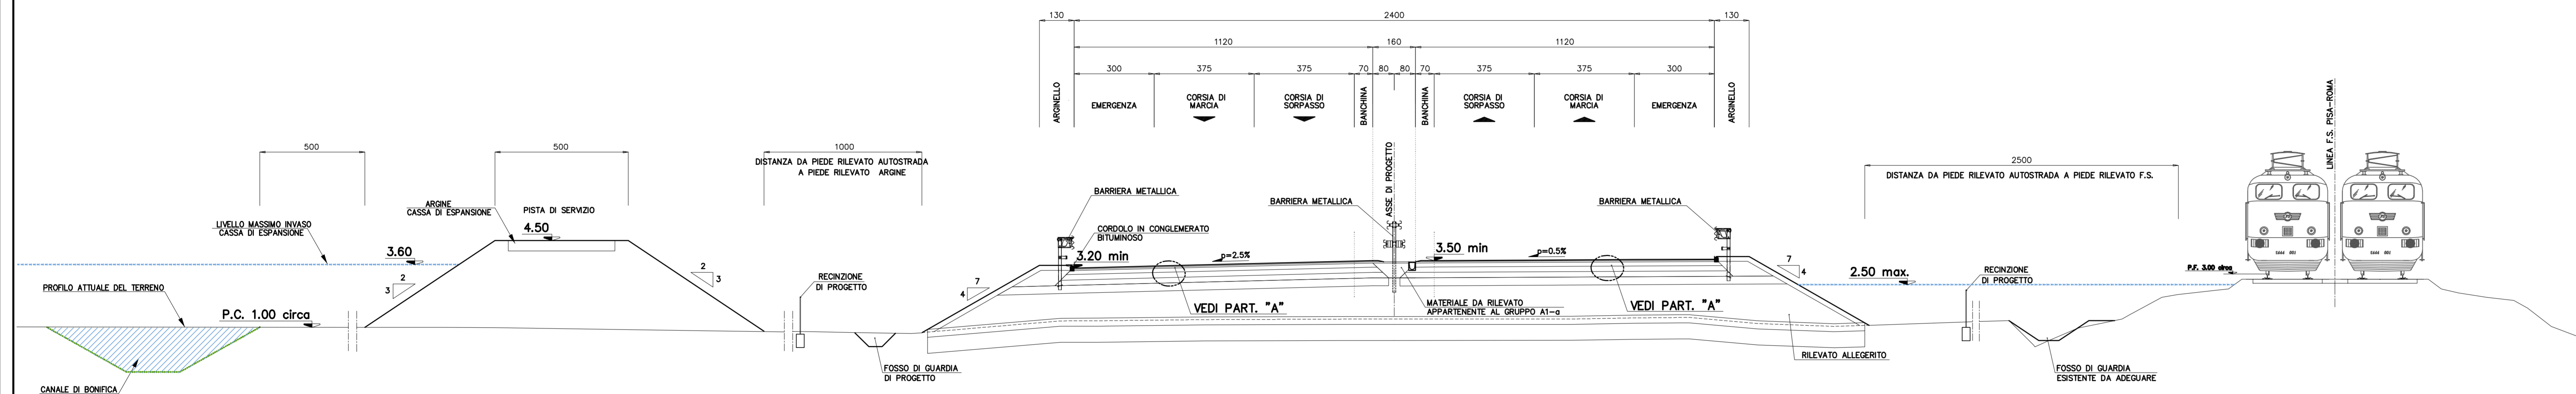 130
2400
130
1120
160
1120
300
375
375
70
80
80
70
375
375
300
ARGINELLO
EMERGENZA
CORSIA DI
MARCIA
CORSIA DI
SORPASSO
BANCHINA
BANCHINA
CORSIA DI
SORPASSO
CORSIA DI
MARCIA
EMERGENZA
ARGINELLO
LINEA F.S. PISA-ROMA
500
500
1000
DISTANZA DA PIEDE RILEVATO AUTOSTRADA
A PIEDE RILEVATO ARGINE
ASSE DI PROGETTO
2500
DISTANZA DA PIEDE RILEVATO AUTOSTRADA A PIEDE RILEVATO F.S.
BARRIERA METALLICA
BARRIERA METALLICA
BARRIERA METALLICA
ARGINE
CASSA DI ESPANSIONE
PISTA DI SERVIZIO
4.50
LIVELLO MASSIMO INVASO
CASSA DI ESPANSIONE
CORDOLO IN CONGLOMERATO
BITUMINOSO
3.60
3.20 min
p=2.5%
3.50 min
p=0.5%
2
3
2
3
7
4
7
4
RECINZIONE
DI PROGETTO
2.50 max.
RECINZIONE
DI PROGETTO
P.F. 3.00 circa
PROFILO ATTUALE DEL TERRENO
P.C. 1.00 circa
VEDI PART. "A"
MATERIALE DA RILEVATO
APPARTENENTE AL GRUPPO A1-a
VEDI PART. "A"
RILEVATO ALLEGERITO
FOSSO DI GUARDIA
DI PROGETTO
FOSSO DI GUARDIA
ESISTENTE DA ADEGUARE
CANALE DI BONIFICA